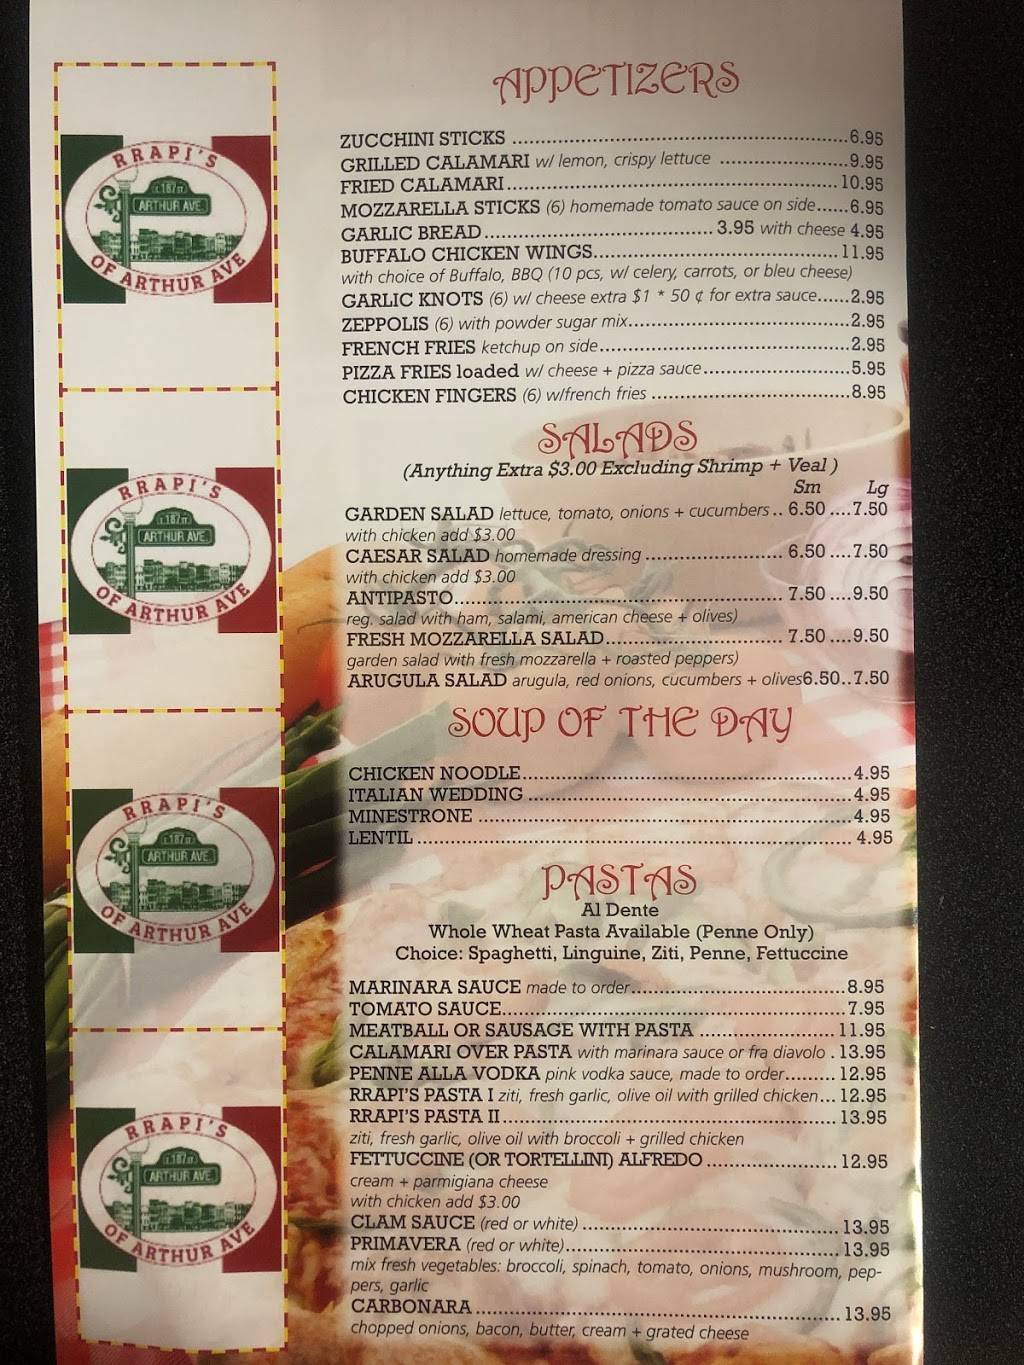 RRAPI'S
E.187 ST
ARTHUR AVE.
OF ARTHUR AVE
RRAPI'S
E.187 ST
ARTHUR AVE.
OF ARTHUR AVE
RRAPI'S
E.187 ST
ARTHUR AVE.
OF ARTHUR AVE
RRAPI'S
E.187 ST
ARTHUR AVE.
OF ARTHUR AVE
APPETIZERS
ZUCCHINI STICKS ...6.95
GRILLED CALAMARI w/ lemon, crispy lettuce ...9.95
FRIED CALAMARI...10.95
MOZZARELLA STICKS (6) homemade tomato sauce on side......6.95
GARLIC BREAD...3.95 with cheese 4.95
BUFFALO CHICKEN WINGS...11.95
with choice of Buffalo, BBQ (10 pcs, w/ celery, carrots, or bleu cheese)
GARLIC KNOTS (6) w/ cheese extra $1 * 50 ¢ for extra sauce......2.95
ZEPPOLIS (6) with powder sugar mix...2.95
FRENCH FRIES ketchup on side...2.95
PIZZA FRIES loaded w/ cheese + pizza sauce...5.95
CHICKEN FINGERS (6) w/french fries ...8.95
SALADS
(Anything Extra $3.00 Excluding Shrimp + Veal )
Sm Lg
GARDEN SALAD lettuce, tomato, onions + cucumbers .. 6.50 ....7.50
with chicken add $3.00
CAESAR SALAD homemade dressing ... 6.50 ....7.50
with chicken add $3.00
ANTIPASTO... 7.50 ....9.50
reg. salad with ham, salami, american cheese + olives)
FRESH MOZZARELLA SALAD... 7.50 ....9.50
garden salad with fresh mozzarella + roasted peppers)
ARUGULA SALAD arugula, red onions, cucumbers + olives6.50..7.50
SOUP OF THE DAY
CHICKEN NOODLE...4.95
ITALIAN WEDDING ...4.95
MINESTRONE ...4.95
LENTIL ... 4.95
PASTAS
Al Dente
Whole Wheat Pasta Available (Penne Only)
Choice: Spaghetti, Linguine, Ziti, Penne, Fettuccine
MARINARA SAUCE made to order...8.95
TOMATO SAUCE...7.95
MEATBALL OR SAUSAGE WITH PASTA ...11.95
CALAMARI OVER PASTA with marinara sauce or fra diavolo . 13.95
PENNE ALLA VODKA pink vodka sauce, made to order......... 12.95
RRAPI'S PASTA I ziti, fresh garlic, olive oil with grilled chicken... 12.95
RRAPI'S PASTA II... 13.95
ziti, fresh garlic, olive oil with broccoli + grilled chicken
FETTUCCINE (OR TORTELLINI) ALFREDO ... 12.95
cream + parmigiana cheese
with chicken add $3.00
CLAM SAUCE (red or white) ... 13.95
PRIMAVERA (red or white)... 13.95
mix fresh vegetables: broccoli, spinach, tomato, onions, mushroom, pep-
pers, garlic
CARBONARA ... 13.95
chopped onions, bacon, butter, cream + grated cheese